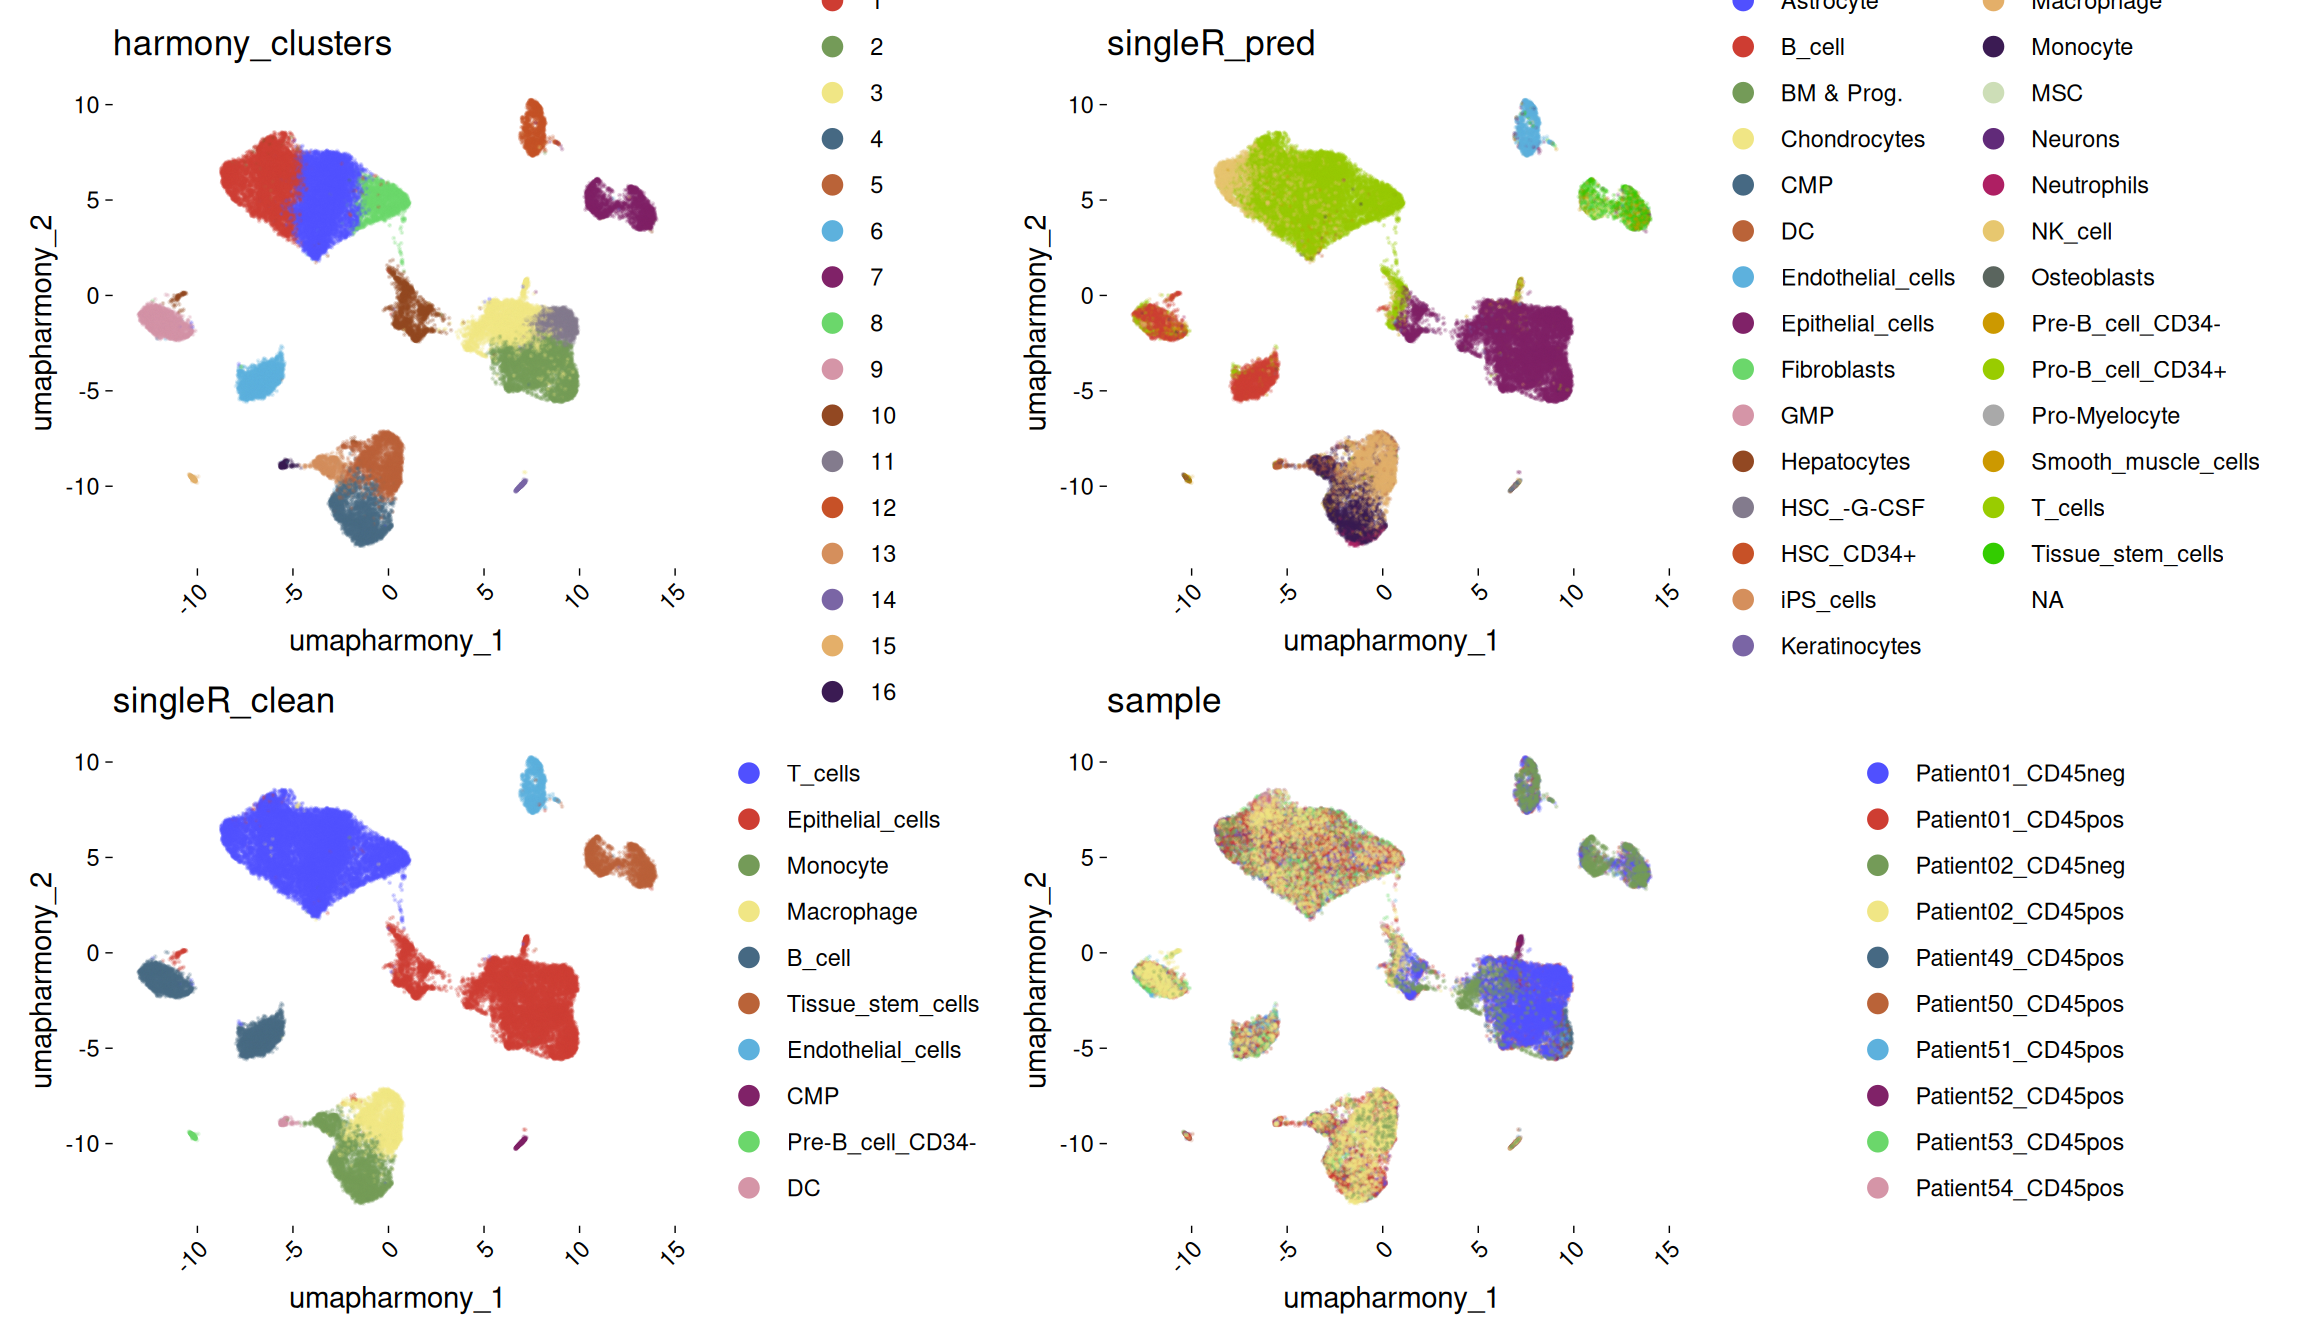 harmony_clusters
1
2
3
4
5
6
7
8
9
10
11
12
13
14
15
16
10
5
0
-5
-10
-10
-5
0
5
10
15
umapharmony_1
umapharmony_2
singleR_pred
10
5
0
-5
-10
-10
-5
0
5
10
15
umapharmony_1
umapharmony_2
Astrocyte
B_cell
BM & Prog.
Chondrocytes
CMP
DC
Endothelial_cells
Epithelial_cells
Fibroblasts
GMP
Hepatocytes
HSC_-G-CSF
HSC_CD34+
iPS_cells
Keratinocytes
Macrophage
Monocyte
MSC
Neurons
Neutrophils
NK_cell
Osteoblasts
Pre-B_cell_CD34-
Pro-B_cell_CD34+
Pro-Myelocyte
Smooth_muscle_cells
T_cells
Tissue_stem_cells
NA
singleR_clean
10
5
0
-5
-10
-10
-5
0
5
10
15
umapharmony_1
umapharmony_2
T_cells
Epithelial_cells
Monocyte
Macrophage
B_cell
Tissue_stem_cells
Endothelial_cells
CMP
Pre-B_cell_CD34-
DC
sample
10
5
0
-5
-10
-10
-5
0
5
10
15
umapharmony_1
umapharmony_2
Patient01_CD45neg
Patient01_CD45pos
Patient02_CD45neg
Patient02_CD45pos
Patient49_CD45pos
Patient50_CD45pos
Patient51_CD45pos
Patient52_CD45pos
Patient53_CD45pos
Patient54_CD45pos